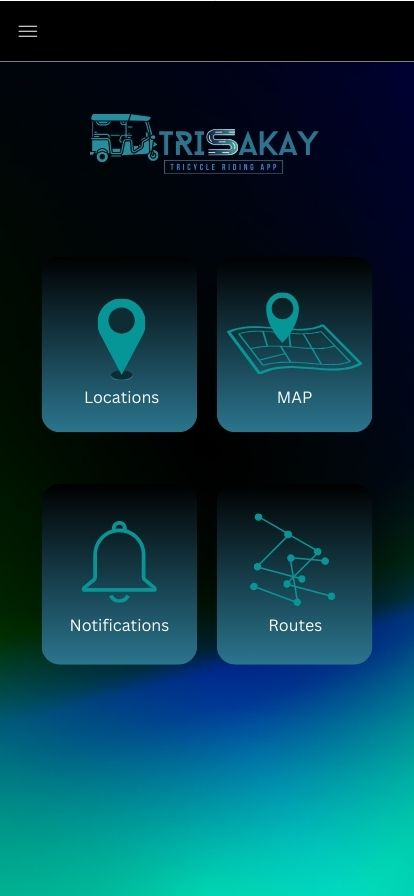 TRISAKAY
TRICYCLE RIDING APP
Locations
MAP
Notifications
Routes